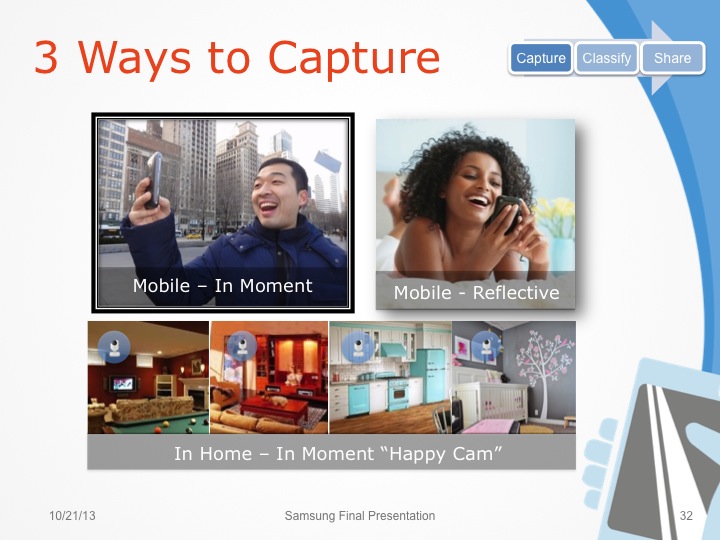 3 Ways to Capture
Capture
Classify
Share
Mobile – In Moment
Mobile - Reflective
In Home – In Moment “Happy Cam”
10/21/13
Samsung Final Presentation
32